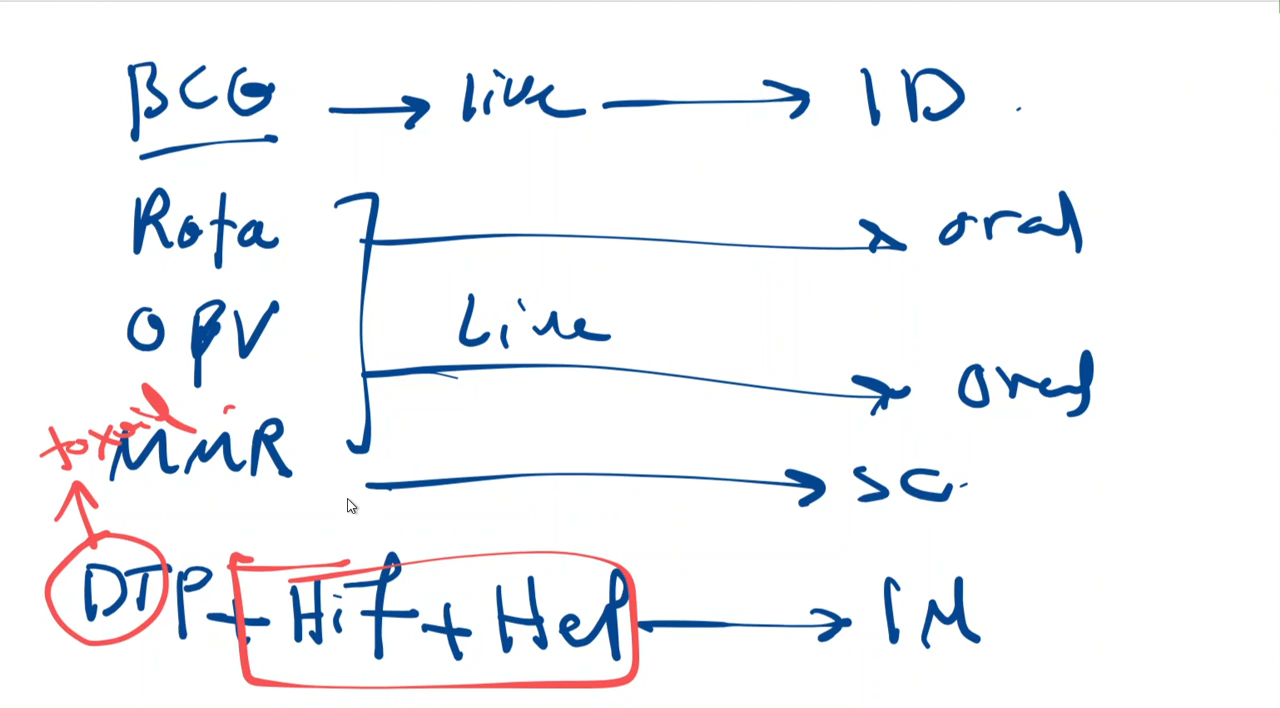 BCG → live → ID
Rota → oral
OPV Live
→ oral
toxoid
MMR → SC
DTP + Hif + Hep → IM